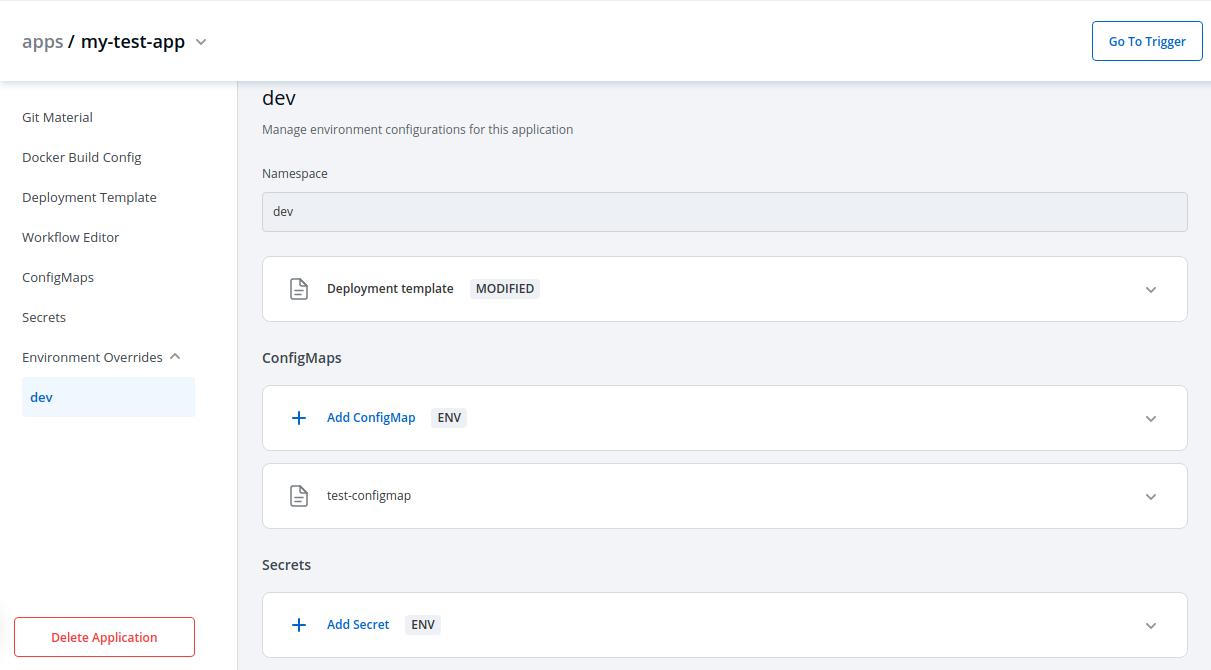 apps / my-test-app
Go To Trigger
Git Material
Docker Build Config
Deployment Template
Workflow Editor
ConfigMaps
Secrets
Environment Overrides
dev
Delete Application
dev
Manage environment configurations for this application
Namespace
dev
Deployment template MODIFIED
ConfigMaps
Add ConfigMap ENV
test-configmap
Secrets
Add Secret ENV